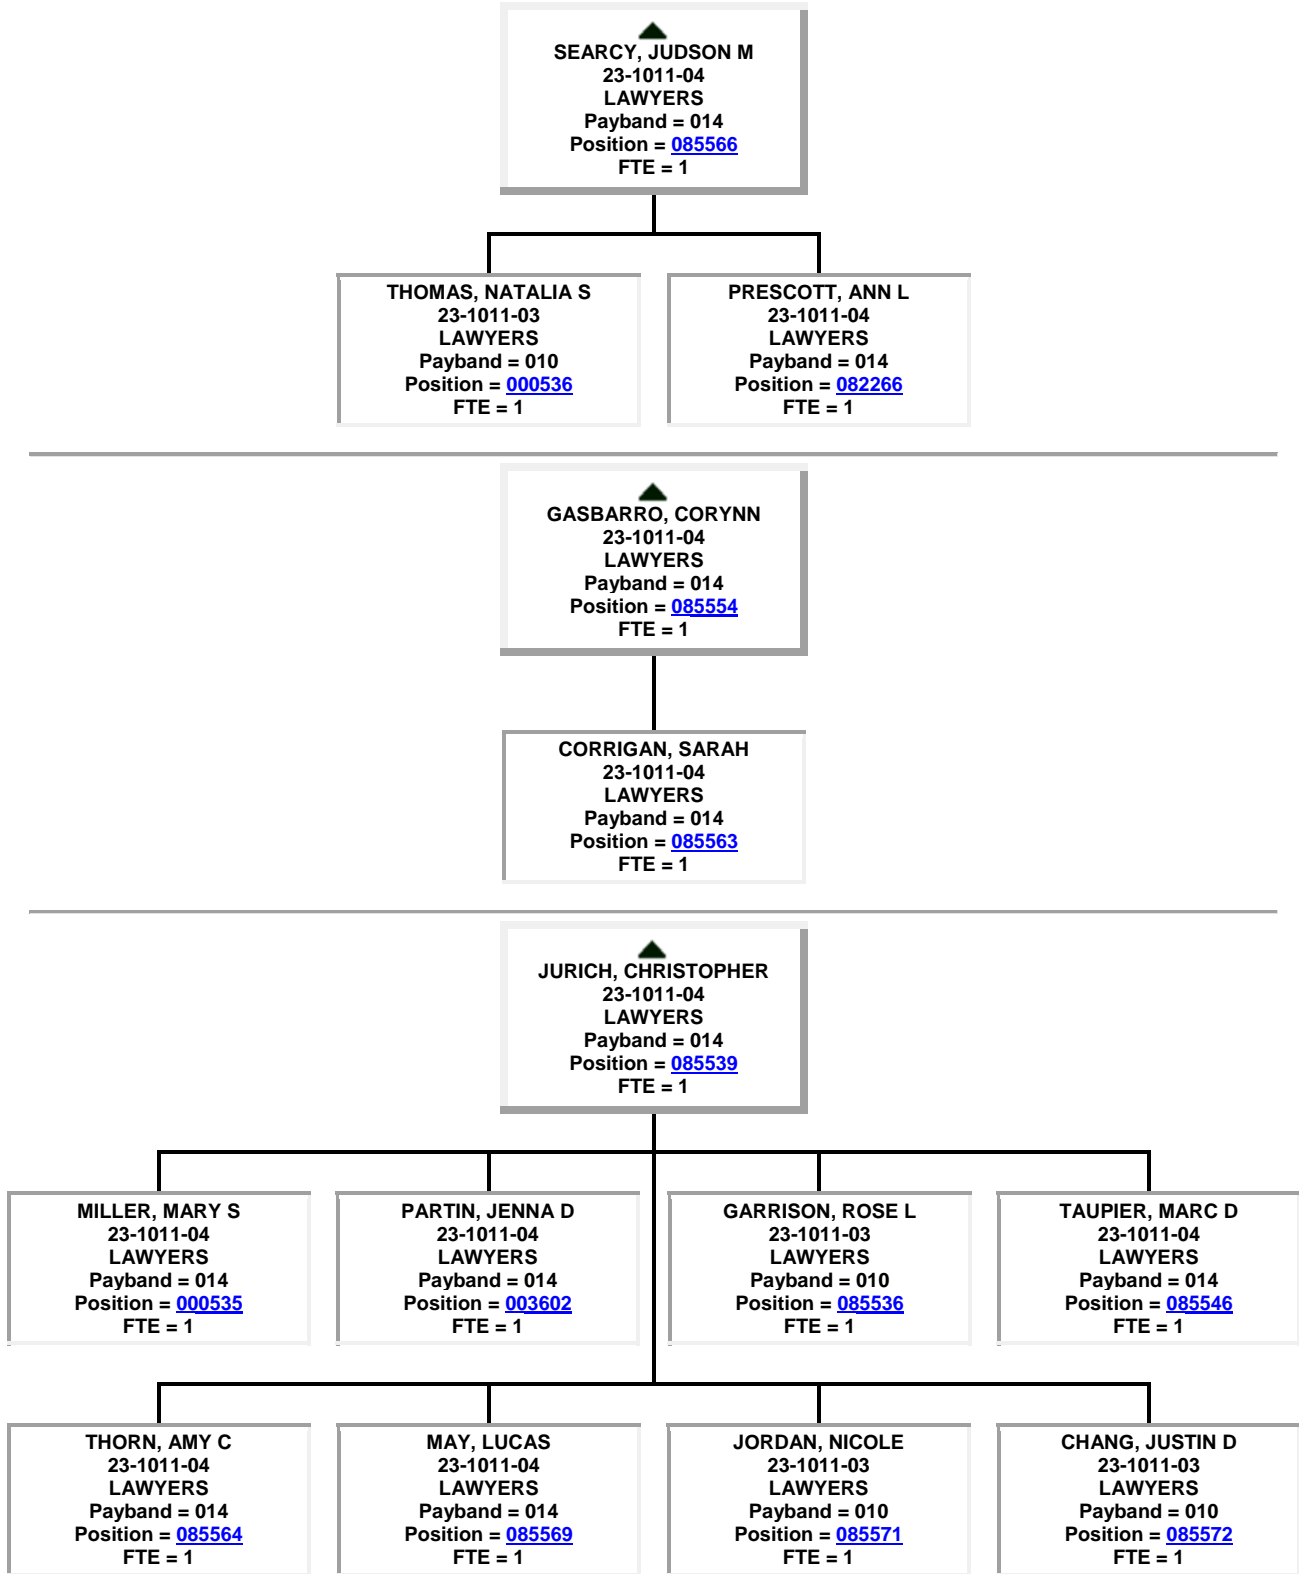 SEARCY, JUDSON M
23-1011-04
LAWYERS
Payband = 014
Position = 085566
FTE = 1
THOMAS, NATALIA S
23-1011-03
LAWYERS
Payband = 010
Position = 000536
FTE = 1
PRESCOTT, ANN L
23-1011-04
LAWYERS
Payband = 014
Position = 082266
FTE = 1
GASBARRO, CORYNN
23-1011-04
LAWYERS
Payband = 014
Position = 085554
FTE = 1
CORRIGAN, SARAH
23-1011-04
LAWYERS
Payband = 014
Position = 085563
FTE = 1
JURICH, CHRISTOPHER
23-1011-04
LAWYERS
Payband = 014
Position = 085539
FTE = 1
MILLER, MARY S
23-1011-04
LAWYERS
Payband = 014
Position = 000535
FTE = 1
PARTIN, JENNA D
23-1011-04
LAWYERS
Payband = 014
Position = 003602
FTE = 1
GARRISON, ROSE L
23-1011-03
LAWYERS
Payband = 010
Position = 085536
FTE = 1
TAUPIER, MARC D
23-1011-04
LAWYERS
Payband = 014
Position = 085546
FTE = 1
THORN, AMY C
23-1011-04
LAWYERS
Payband = 014
Position = 085564
FTE = 1
MAY, LUCAS
23-1011-04
LAWYERS
Payband = 014
Position = 085569
FTE = 1
JORDAN, NICOLE
23-1011-03
LAWYERS
Payband = 010
Position = 085571
FTE = 1
CHANG, JUSTIN D
23-1011-03
LAWYERS
Payband = 010
Position = 085572
FTE = 1